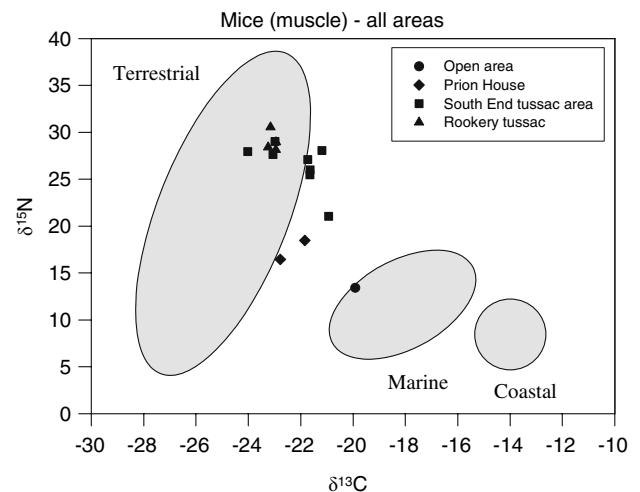 Mice (muscle) - all areas
40
35
30
25
20
15
10
5
0
δ15N
Terrestrial
Open area
Prion House
South End tussac area
Rookery tussac
Marine
Coastal
-30 -28 -26 -24 -22 -20 -18 -16 -14 -12 -10
δ13C